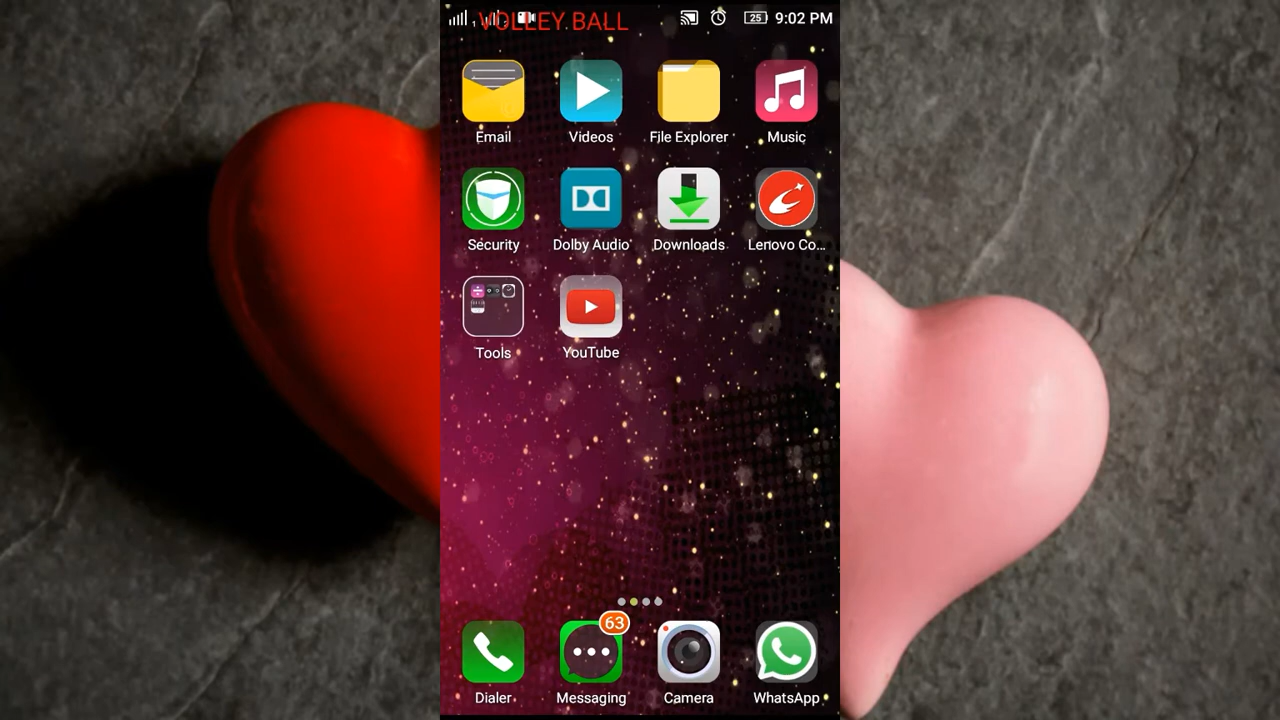 VOLLEY BALL
25 9:02 PM
Email Videos File Explorer Music
Security Dolby Audio Downloads Lenovo Co...
Tools YouTube
63
Dialer Messaging Camera WhatsApp